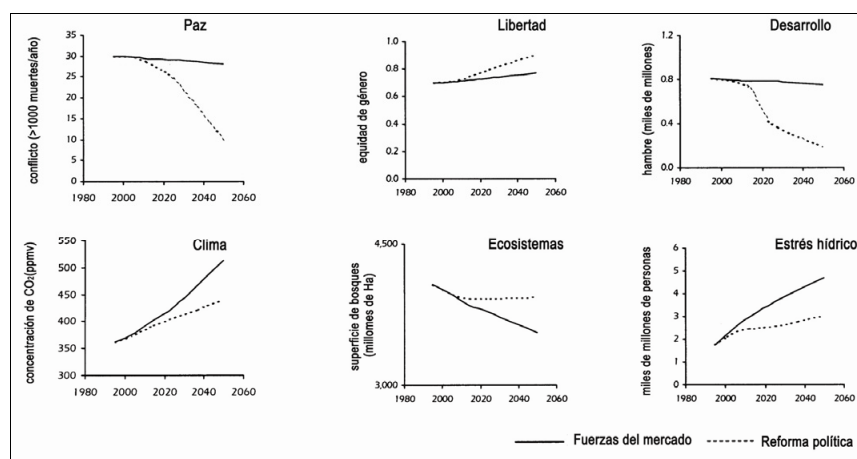 Paz
conflicto (>1000 muertes/año)
35
30
25
20
15
10
5
0
1980 2000 2020 2040 2060
Libertad
equidad de género
1.0
0.8
0.6
0.4
0.2
0.0
1980 2000 2020 2040 2060
Desarrollo
hambre (miles de millones)
1.2
0.8
0.4
0.0
1980 2000 2020 2040 2060
Clima
concentración de CO₂(ppmv)
550
500
450
400
350
300
1980 2000 2020 2040 2060
Ecosistemas
superficie de bosques
(millomes de Ha)
4,500
3,000
1980 2000 2020 2040 2060
Estrés hídrico
miles de millones de personas
6
5
4
3
2
1
0
1980 2000 2020 2040 2060
Fuerzas del mercado
Reforma política